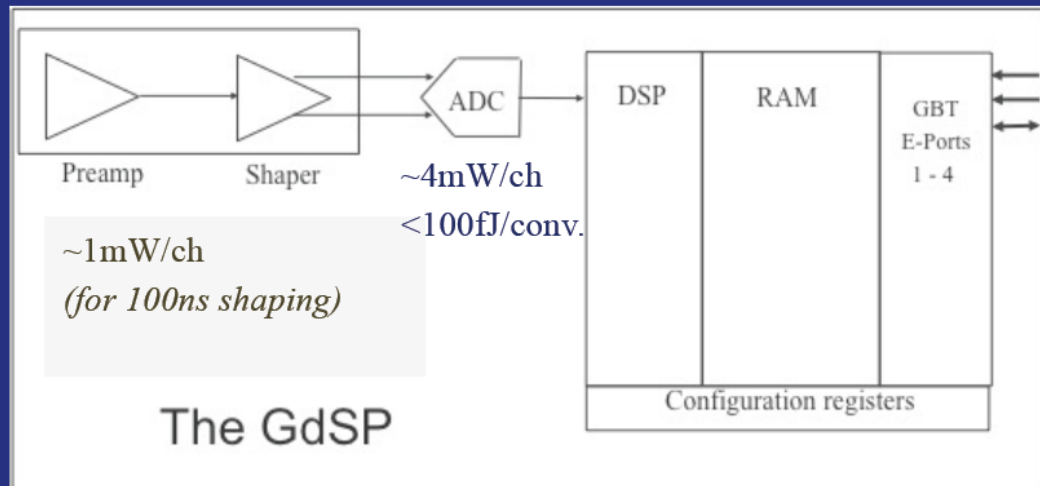 Preamp
Shaper
ADC
DSP
RAM
GBT
E-Ports
1 - 4
~4mW/ch
<100fJ/conv.
~1mW/ch
(for 100ns shaping)
Configuration registers
The GdSP